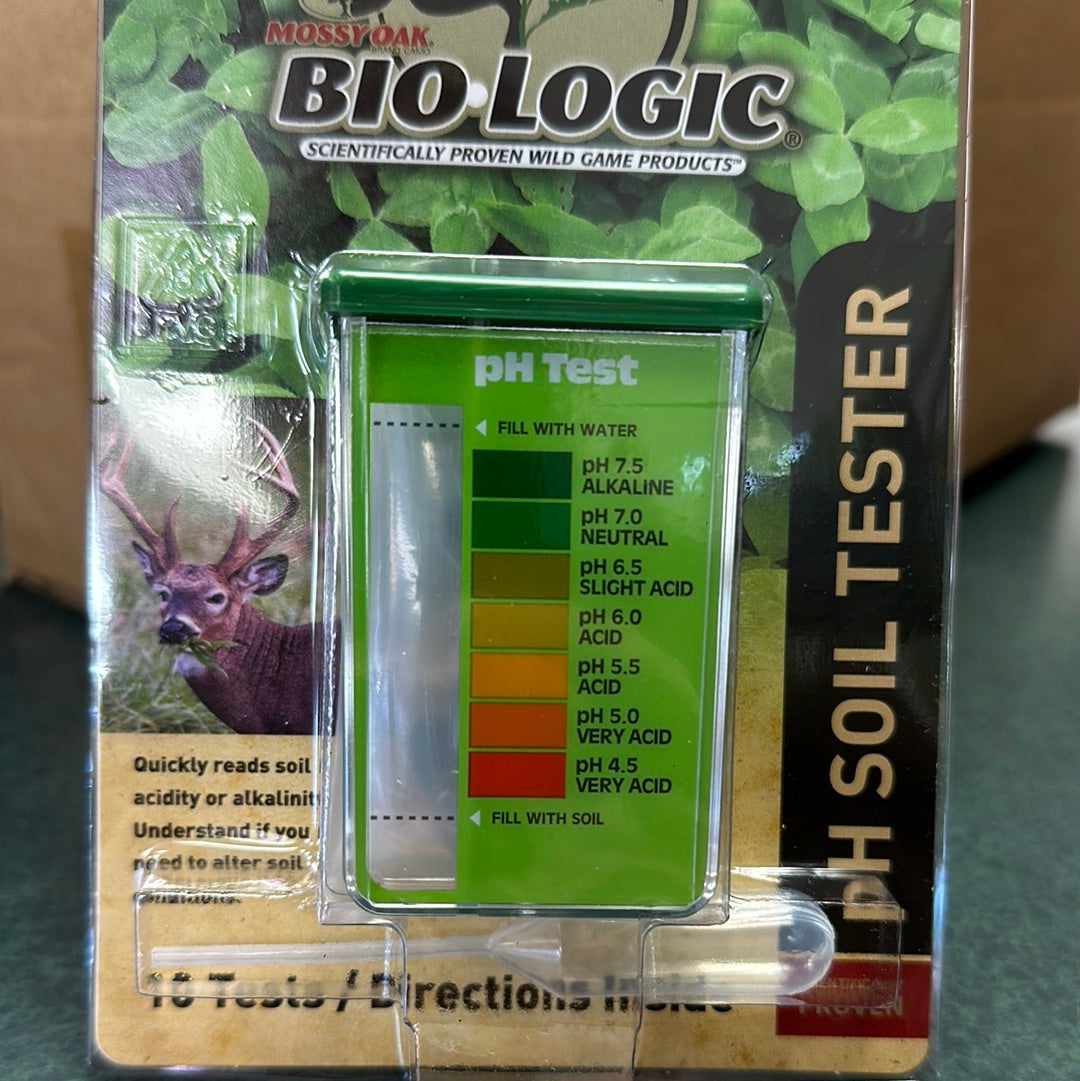 MOSSY OAK
BIO·LOGIC®
SCIENTIFICALLY PROVEN WILD GAME PRODUCTS™
pH Test
FILL WITH WATER
pH 7.5
ALKALINE
pH 7.0
NEUTRAL
pH 6.5
SLIGHT ACID
pH 6.0
ACID
pH 5.5
ACID
pH 5.0
VERY ACID
pH 4.5
VERY ACID
FILL WITH SOIL
pH SOIL TESTER
Quickly reads soil
acidity or alkalinity
Understand if you
need to alter soil
10 Tests / Directions Inside
PROVEN